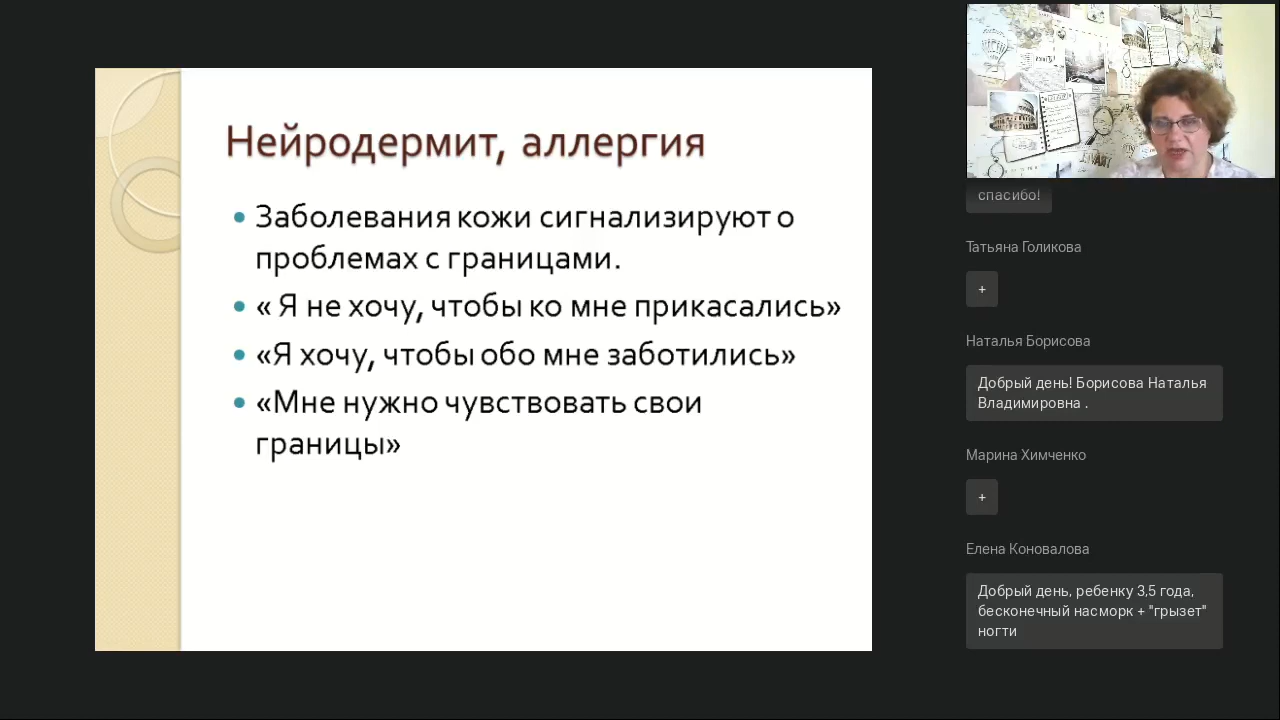 Нейродермит, аллергия
Заболевания кожи сигнализируют о
проблемах с границами.
« Я не хочу, чтобы ко мне прикасались»
«Я хочу, чтобы обо мне заботились»
«Мне нужно чувствовать свои
границы»
спасибо!
Татьяна Голикова
+
Наталья Борисова
Добрый день! Борисова Наталья
Владимировна .
Марина Химченко
+
Елена Коновалова
Добрый день, ребенку 3,5 года,
бесконечный насморк + "грызет"
ногти